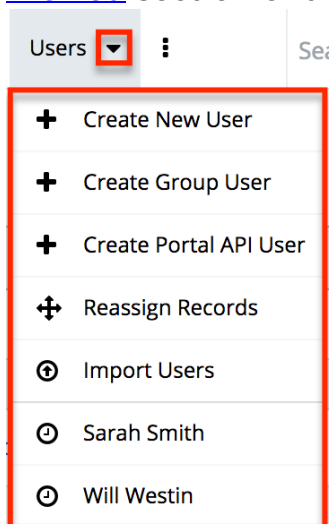 Users
Sea
Create New User
Create Group User
Create Portal API User
Reassign Records
Import Users
Sarah Smith
Will Westin